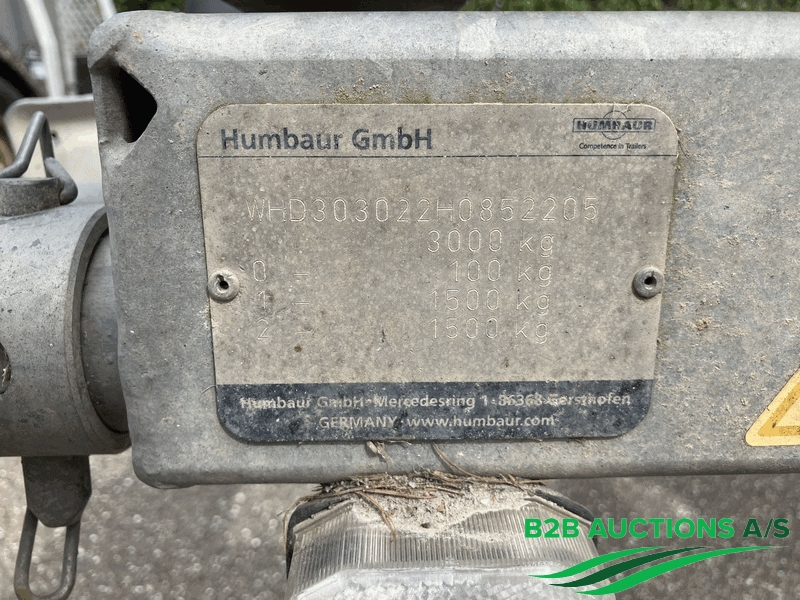 Humbaur GmbH
HUMBAUR
Competence in Trailers
WHD303022H0852205
3000 kg
0 - 100 kg
1 - 1500 kg
2 - 1500 kg
Humbaur GmbH · Mercedesring 1 · 86368 Gersthofen
GERMANY · www.humbaur.com
B2B AUCTIONS A/S